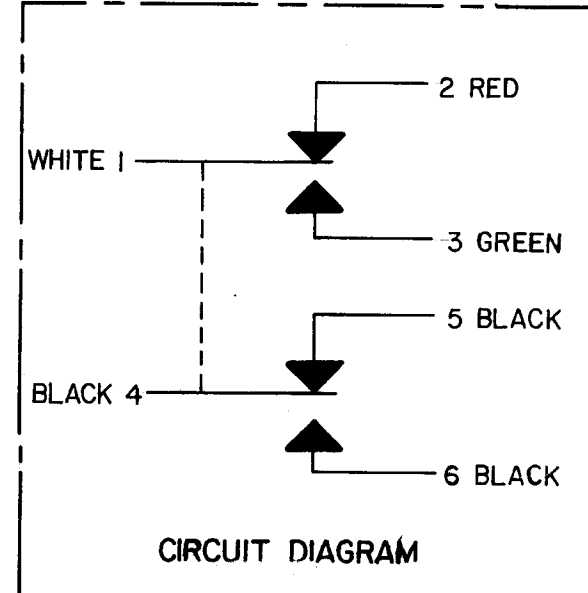 2 RED
WHITE 1
3 GREEN
5 BLACK
BLACK 4
6 BLACK
CIRCUIT DIAGRAM